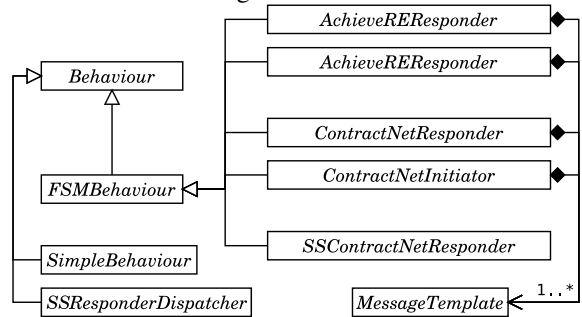 AchieveREResponder
Behaviour
AchieveREResponder
ContractNetResponder
FSMBehaviour
ContractNetInitiator
SimpleBehaviour
SSContractNetResponder
SSResponderDispatcher
MessageTemplate
1..*